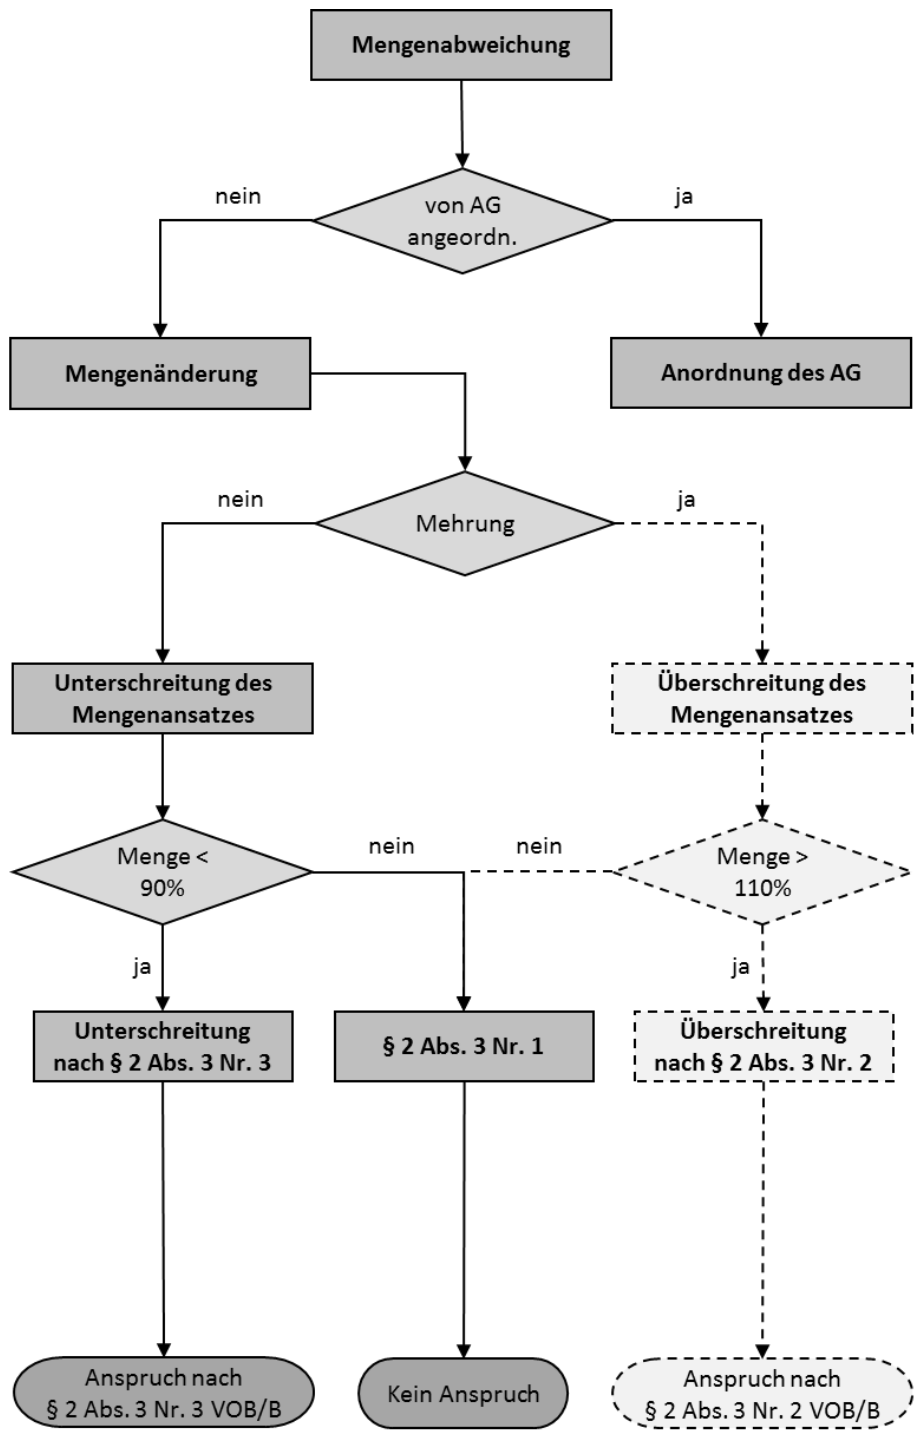 Mengenabweichung
nein
ja
von AG
angeordn.
Mengenänderung
Anordnung des AG
nein
ja
Mehrung
Unterschreitung des
Mengenansatzes
Überschreitung des
Mengenansatzes
Menge <
90%
nein
nein
Menge >
110%
ja
ja
Unterschreitung
nach § 2 Abs. 3 Nr. 3
§ 2 Abs. 3 Nr. 1
Überschreitung
nach § 2 Abs. 3 Nr. 2
Anspruch nach
§ 2 Abs. 3 Nr. 3 VOB/B
Kein Anspruch
Anspruch nach
§ 2 Abs. 3 Nr. 2 VOB/B